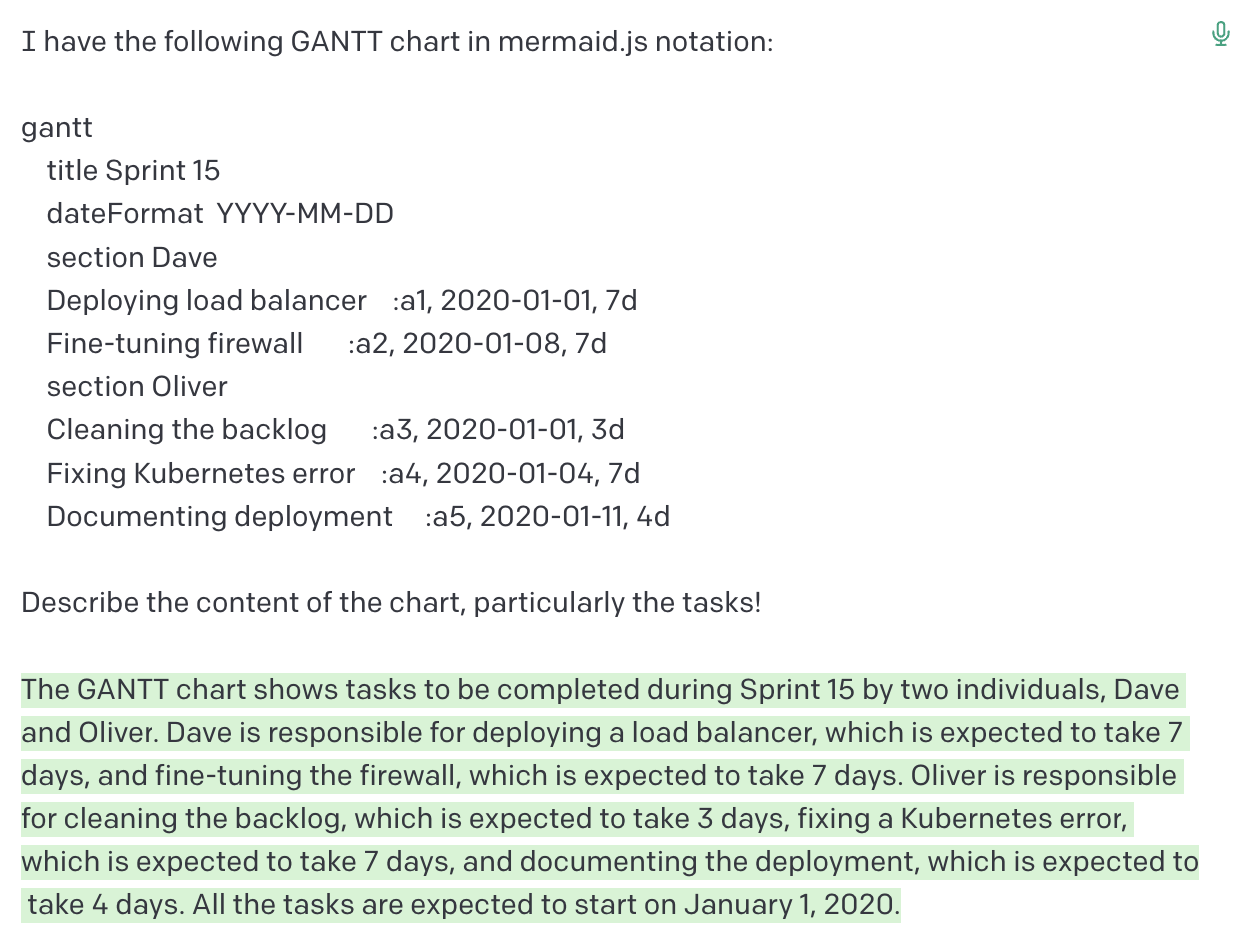 I have the following GANTT chart in mermaid.js notation:
gantt
title Sprint 15
dateFormat YYYY-MM-DD
section Dave
Deploying load balancer :a1, 2020-01-01, 7d
Fine-tuning firewall :a2, 2020-01-08, 7d
section Oliver
Cleaning the backlog :a3, 2020-01-01, 3d
Fixing Kubernetes error :a4, 2020-01-04, 7d
Documenting deployment :a5, 2020-01-11, 4d
Describe the content of the chart, particularly the tasks!
The GANTT chart shows tasks to be completed during Sprint 15 by two individuals, Dave
and Oliver. Dave is responsible for deploying a load balancer, which is expected to take 7
days, and fine-tuning the firewall, which is expected to take 7 days. Oliver is responsible
for cleaning the backlog, which is expected to take 3 days, fixing a Kubernetes error,
which is expected to take 7 days, and documenting the deployment, which is expected to
take 4 days. All the tasks are expected to start on January 1, 2020.